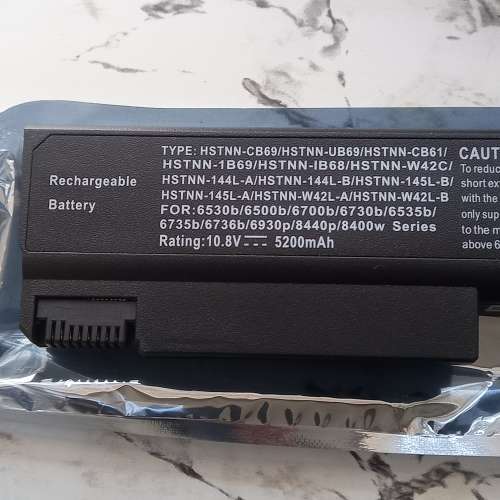 Rechargeable
Battery
TYPE: HSTNN-CB69/HSTNN-UB69/HSTNN-CB61/
HSTNN-1B69/HSTNN-IB68/HSTNN-W42C/
HSTNN-144L-A/HSTNN-144L-B/HSTNN-145L-B/
HSTNN-145L-A/HSTNN-W42L-A/HSTNN-W42L-B
FOR:6530b/6500b/6700b/6730b/6535b/
6735b/6736b/6930p/8440p/8400w Series
Rating:10.8V 5200mAh
CAUT
To reduc
short ex
with the
only sup
to the m
above 6